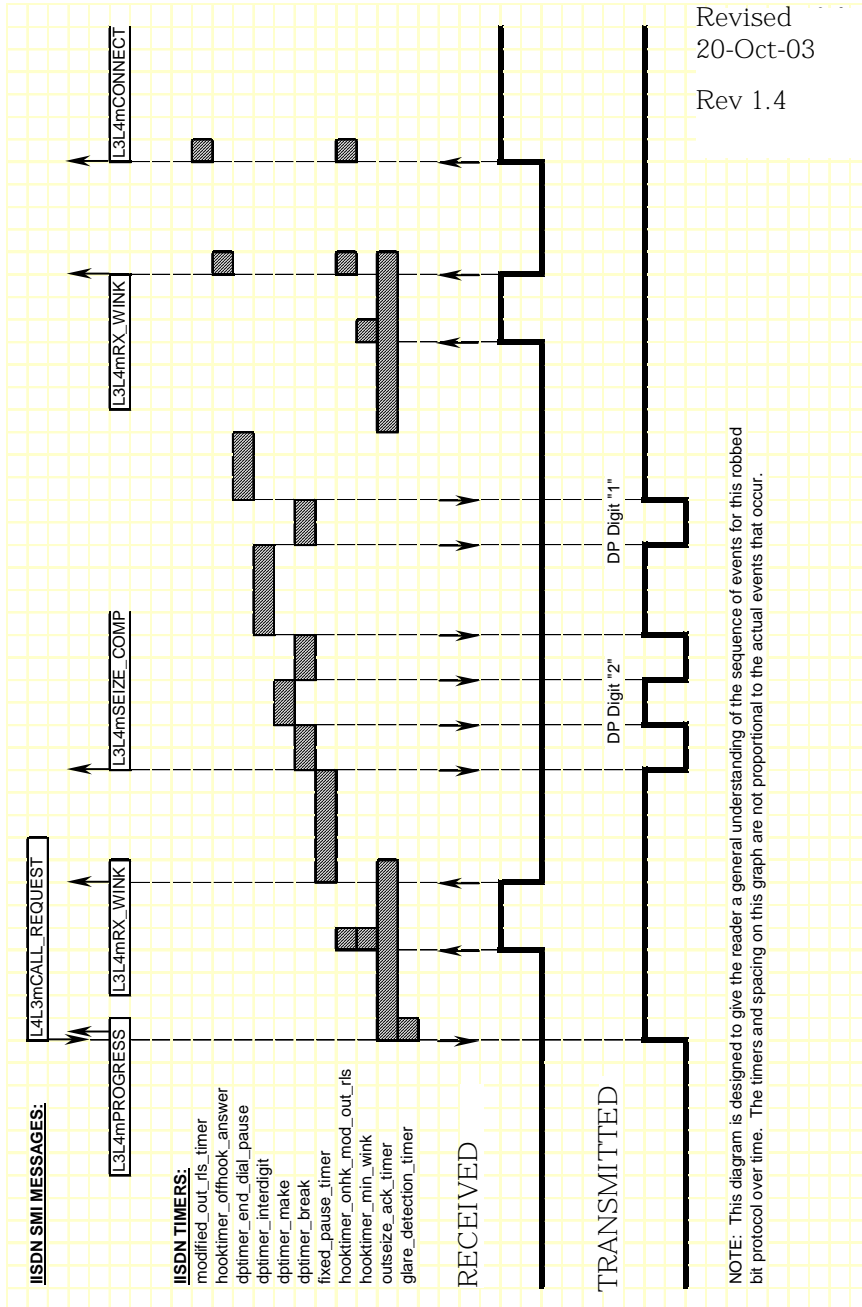 Revised
20-Oct-03
Rev 1.4
IISDN SMI MESSAGES:
L4L3mCALL_REQUEST
L3L4mPROGRESS
L3L4mRX_WINK
L3L4mSEIZE_COMP
L3L4mRX_WINK
L3L4mCONNECT
IISDN TIMERS:
modified_out_rls_timer
hooktimer_offhook_answer
dptimer_end_dial_pause
dptimer_interdigit
dptimer_make
dptimer_break
fixed_pause_timer
hooktimer_onhk_mod_out_rls
hooktimer_min_wink
outseize_ack_timer
glare_detection_timer
RECEIVED
TRANSMITTED
DP Digit "2"
DP Digit "1"
NOTE: This diagram is designed to give the reader a general understanding of the sequence of events for this robbed
bit protocol over time. The timers and spacing on this graph are not proportional to the actual events that occur.